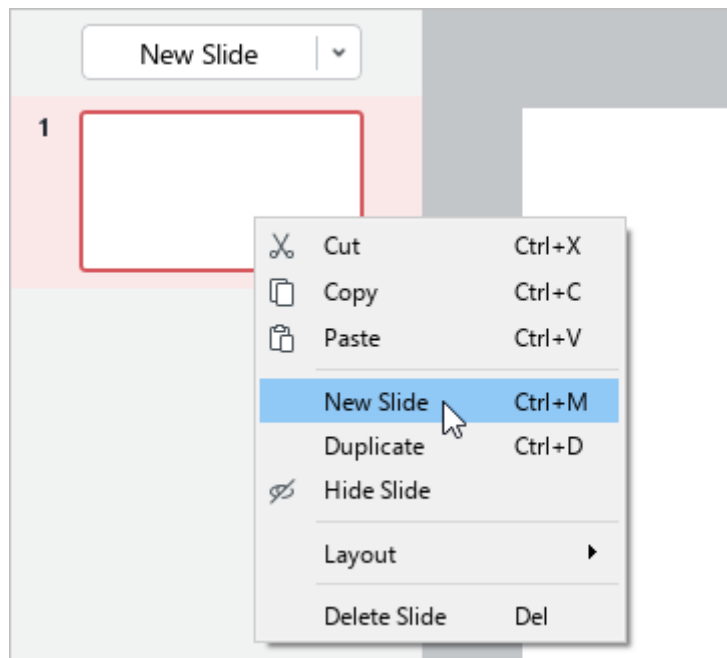 New Slide
1
Cut Ctrl+X
Copy Ctrl+C
Paste Ctrl+V
New Slide Ctrl+M
Duplicate Ctrl+D
Hide Slide
Layout
Delete Slide Del